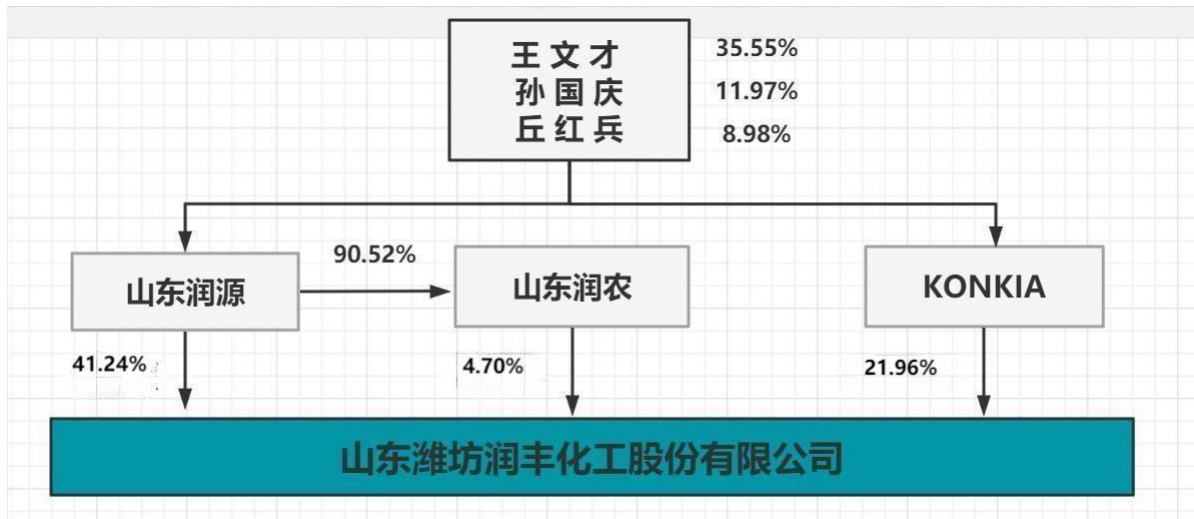 王文才 35.55%
孙国庆 11.97%
丘红兵 8.98%
90.52%
山东润源
山东润农
KONKIA
41.24%
4.70%
21.96%
山东潍坊润丰化工股份有限公司